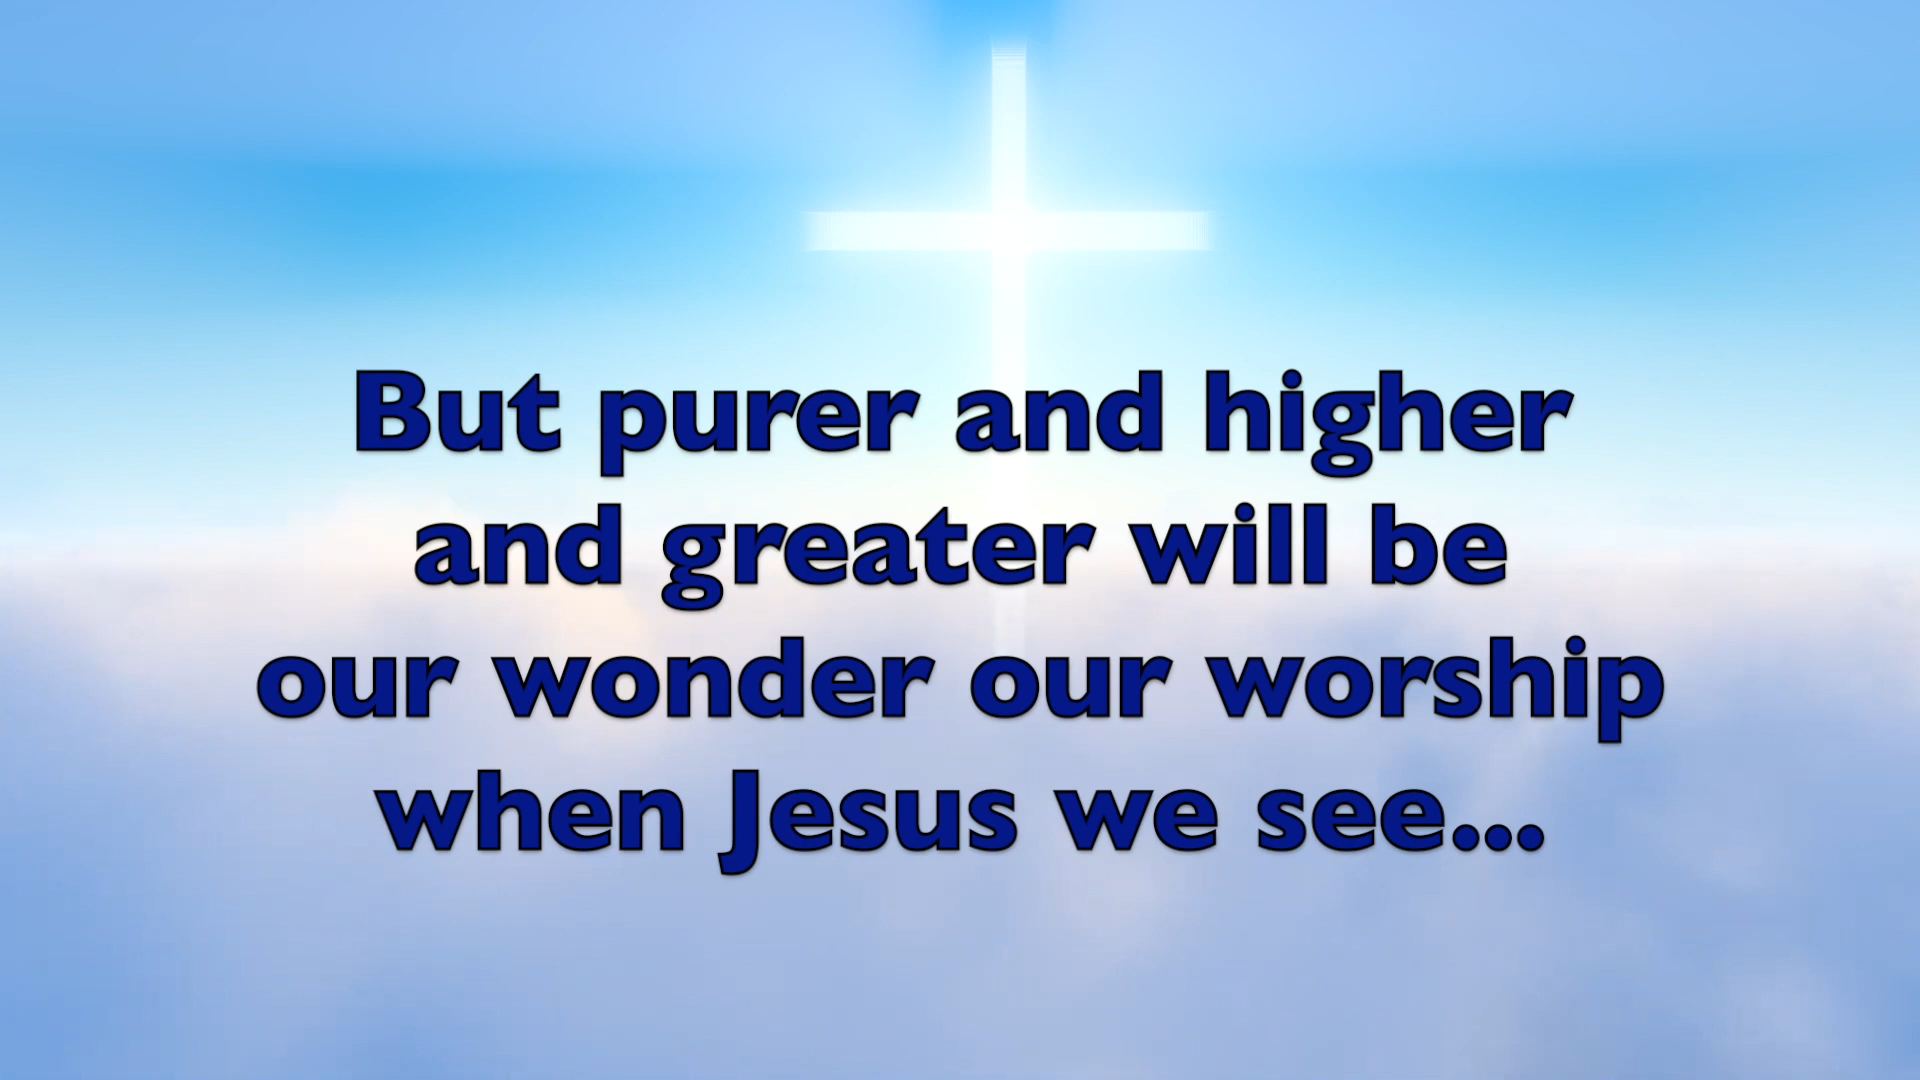 But purer and higher
and greater will be
our wonder our worship
when Jesus we see...